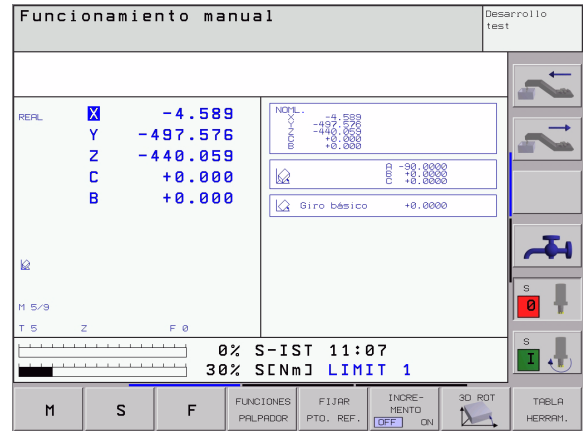 Funcionamiento manual
Desarrollo
test
REAL X -4.589
Y -497.576
Z -440.059
C +0.000
B +0.000
NOML.
X -4.589
Y -497.576
Z -440.059
C +0.000
B +0.000
A -90.0000
B +0.0000
C +0.0000
Giro básico +0.0000
M 5/9
T 5 Z F 0
0% S-IST 11:07
30% S[Nm] LIMIT 1
S
0
S
I
M
S
F
FUNCIONES
PALPADOR
FIJAR
PTO. REF.
INCRE-
MENTO
OFF ON
3D ROT
TABLA
HERRAM.